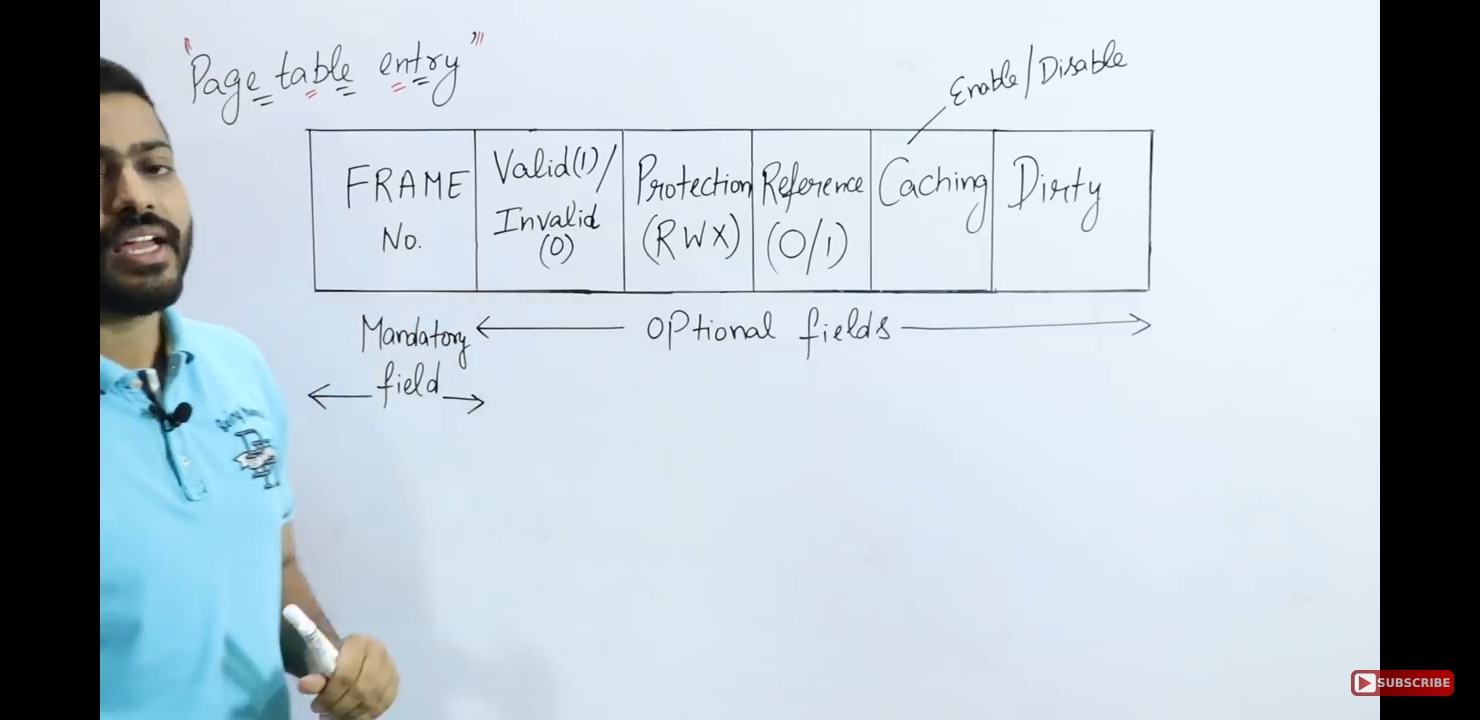 "Page table entry"
Enable/Disable
FRAME No.
Valid(1)/ Invalid (0)
Protection (RWX)
Reference (0/1)
Caching
Dirty
Mandatory field
Optional fields
SUBSCRIBE